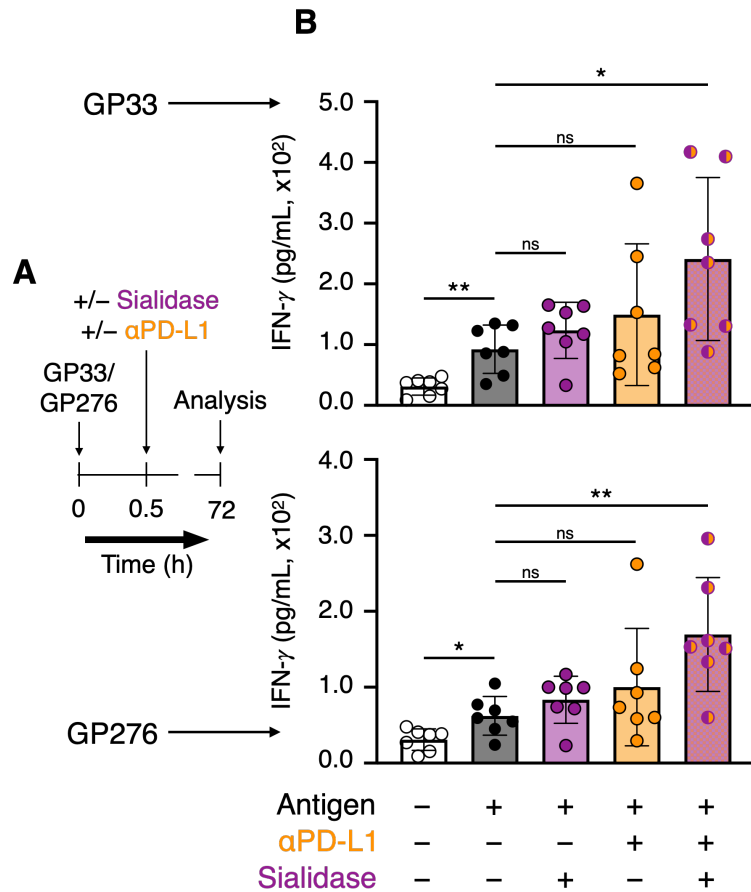 B
GP33
IFN-γ (pg/mL, x10²)
5.0
4.0
3.0
2.0
1.0
0.0
*
ns
ns
**
A
+/– Sialidase
+/– αPD-L1
GP33/
GP276
Analysis
0 0.5 72
Time (h)
GP276
IFN-γ (pg/mL, x10²)
4.0
3.0
2.0
1.0
0.0
**
ns
ns
*
Antigen – + + + +
αPD-L1 – – – + +
Sialidase – – + – +